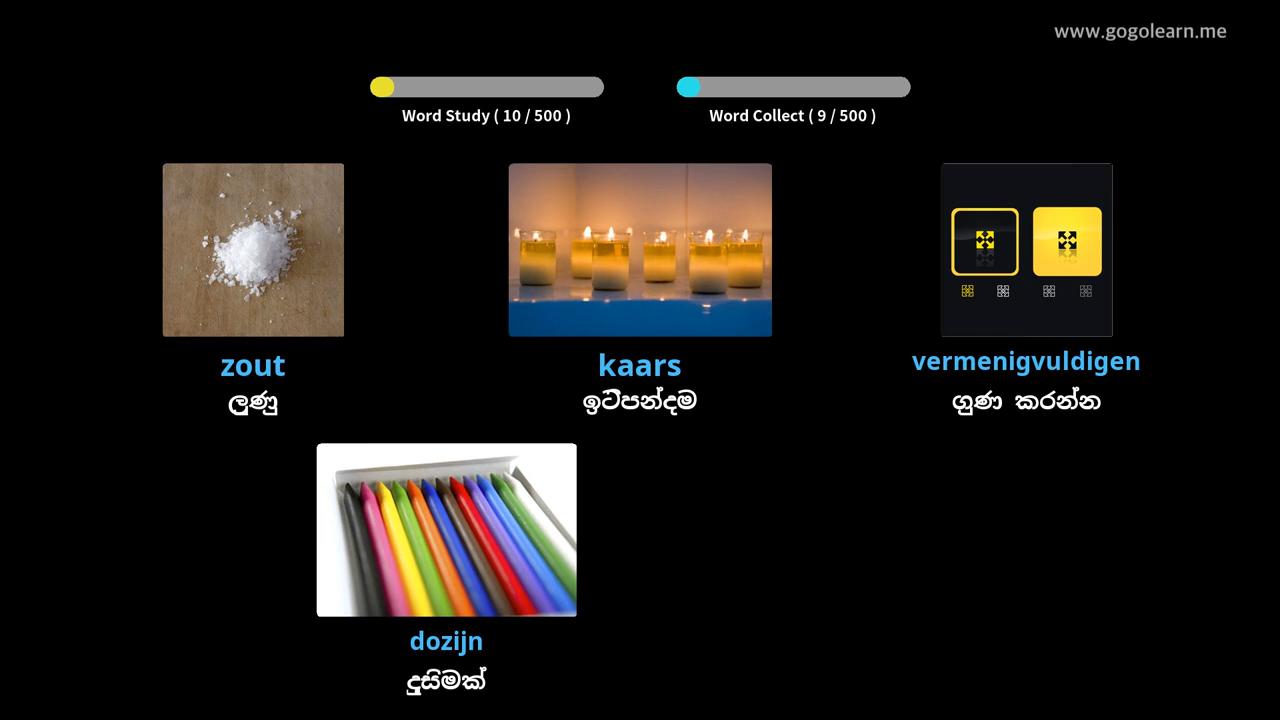 www.gogolearn.me
Word Study ( 10 / 500 )
Word Collect ( 9 / 500 )
zout
kaars
vermenigvuldigen
ලුණු
ඉටිපන්දම
ගුණ කරන්න
dozijn
දුසිමක්